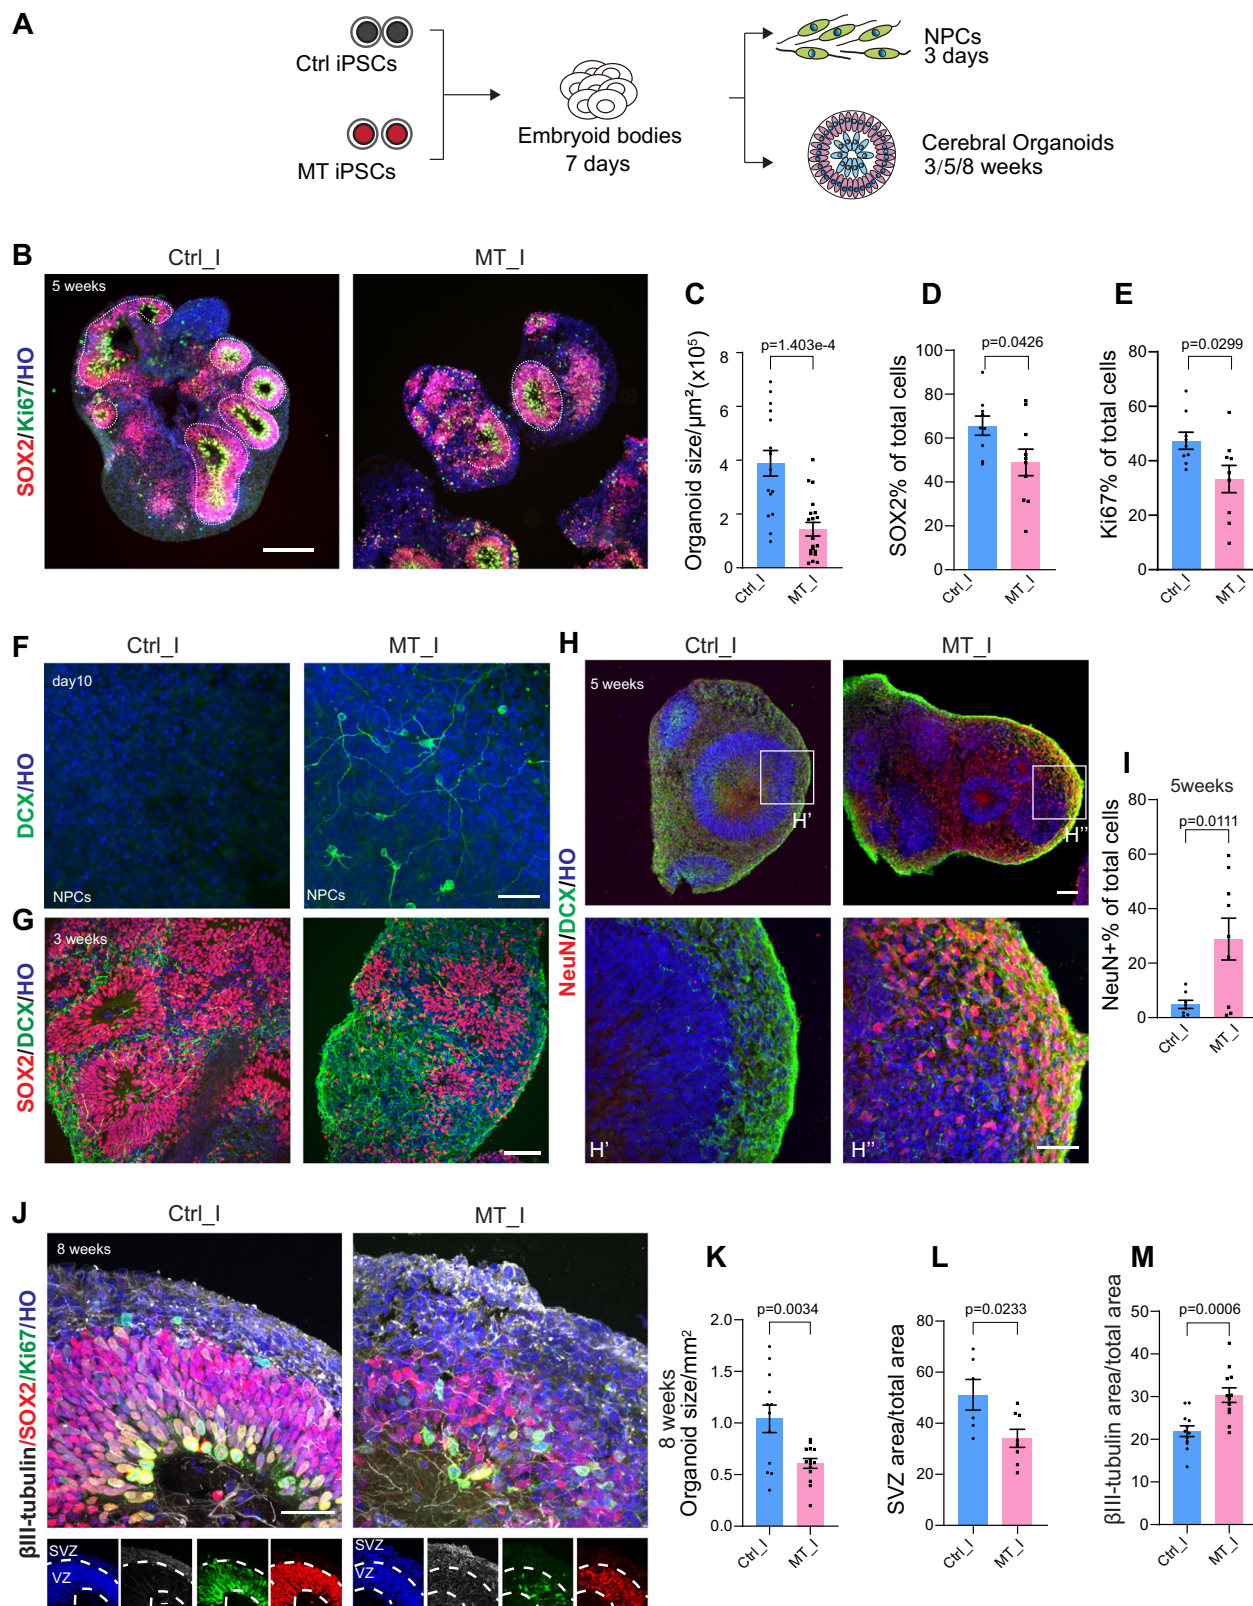 A
Ctrl iPSCs
MT iPSCs
Embryoid bodies
7 days
NPCs
3 days
Cerebral Organoids
3/5/8 weeks
B
Ctrl_I
MT_I
SOX2/Ki67/HO
5 weeks
C
p=1.403e-4
Organoid size/µm²(x10⁵)
8
6
4
2
0
Ctrl_I
MT_I
D
p=0.0426
SOX2% of total cells
100
80
60
40
20
0
Ctrl_I
MT_I
E
p=0.0299
Ki67% of total cells
80
60
40
20
0
Ctrl_I
MT_I
F
Ctrl_I
MT_I
DCX/HO
day10
NPCs
NPCs
G
SOX2/DCX/HO
3 weeks
H
Ctrl_I
MT_I
NeuN/DCX/HO
5 weeks
H'
H''
H'
H''
I
5weeks
p=0.0111
NeuN+% of total cells
80
60
40
20
0
Ctrl_I
MT_I
J
Ctrl_I
MT_I
βIII-tubulin/SOX2/Ki67/HO
8 weeks
SVZ
VZ
SVZ
VZ
K
p=0.0034
8 weeks
Organoid size/mm²
2.0
1.5
1.0
0.5
0.0
Ctrl_I
MT_I
L
p=0.0233
SVZ area/total area
80
60
40
20
0
Ctrl_I
MT_I
M
p=0.0006
βIII-tubulin area/total area
50
40
30
20
10
0
Ctrl_I
MT_I